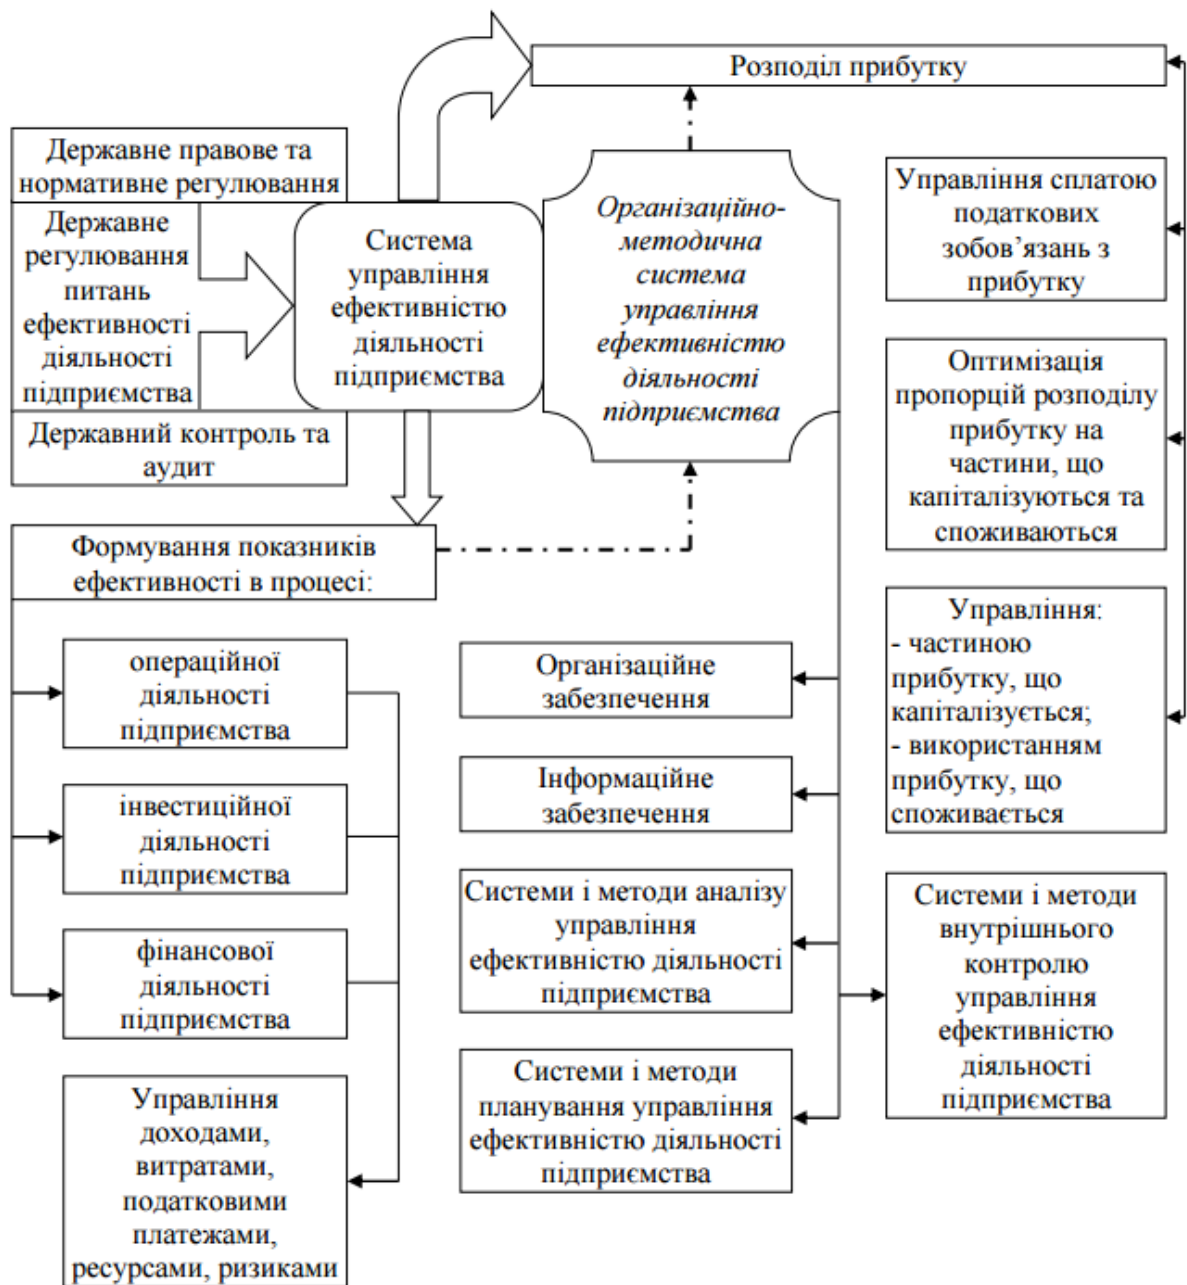 Розподіл прибутку
Державне правове та
нормативне регулювання
Державне
регулювання
питань
ефективності
діяльності
підприємства
Державний контроль та
аудит
Система
управління
ефективністю
діяльності
підприємства
Організаційно-
методична
система
управління
ефективністю
діяльності
підприємства
Управління сплатою
податкових
зобов’язань з
прибутку
Оптимізація
пропорцій розподілу
прибутку на
частини, що
капіталізуються та
споживаються
Управління:
- частиною
прибутку, що
капіталізується;
- використанням
прибутку, що
споживається
Формування показників
ефективності в процесі:
операційної
діяльності
підприємства
інвестиційної
діяльності
підприємства
фінансової
діяльності
підприємства
Управління
доходами,
витратами,
податковими
платежами,
ресурсами, ризиками
Організаційне
забезпечення
Інформаційне
забезпечення
Системи і методи аналізу
управління
ефективністю діяльності
підприємства
Системи і методи
планування управління
ефективністю діяльності
підприємства
Системи і методи
внутрішнього
контролю
управління
ефективністю
діяльності
підприємства